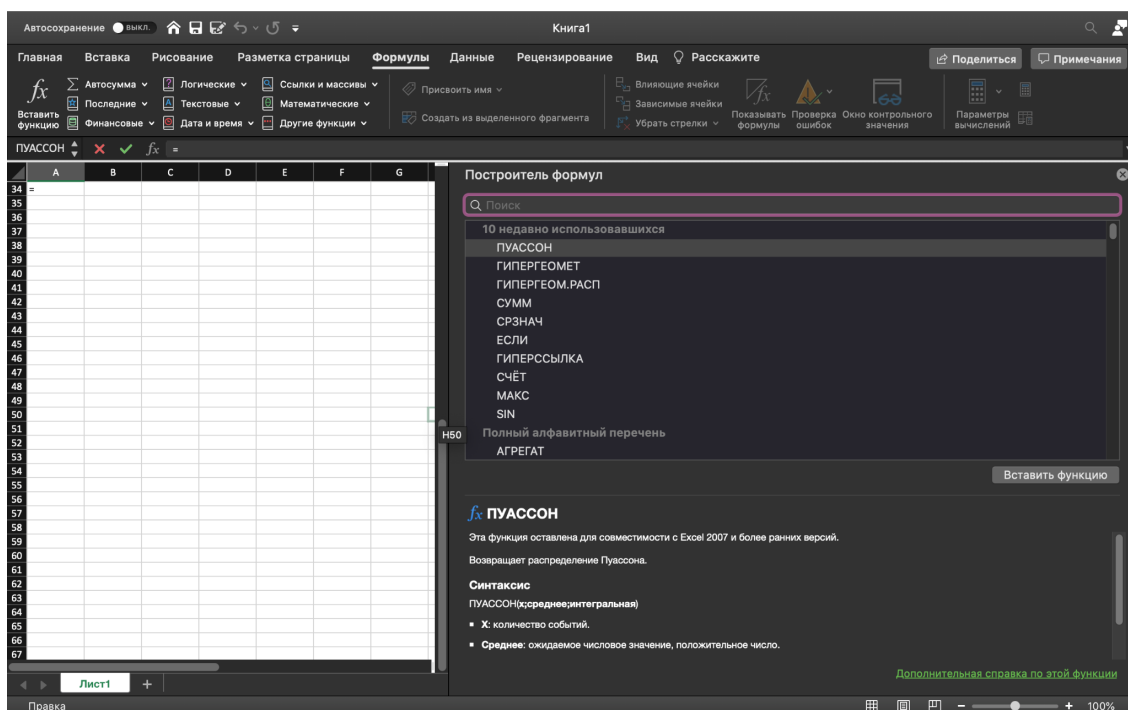 Автосохранение выкл. Книга1
Главная Вставка Рисование Разметка страницы Формулы Данные Рецензирование Вид Расскажите Поделиться Примечания
Вставить функцию
Автосумма
Последние
Финансовые
Логические
Текстовые
Дата и время
Ссылки и массивы
Математические
Другие функции
Присвоить имя
Создать из выделенного фрагмента
Влияющие ячейки
Зависимые ячейки
Убрать стрелки
Показывать формулы
Проверка ошибок
Окно контрольного значения
Параметры вычислений
ПУАССОН fx =
A B C D E F G
34 =
35
36
37
38
39
40
41
42
43
44
45
46
47
48
49
50
51
52
53
54
55
56
57
58
59
60
61
62
63
64
65
66
67
H50
Построитель формул
Поиск
10 недавно использовавшихся
ПУАССОН
ГИПЕРГЕОМЕТ
ГИПЕРГЕОМ.РАСП
СУММ
СРЗНАЧ
ЕСЛИ
ГИПЕРССЫЛКА
СЧЁТ
МАКС
SIN
Полный алфавитный перечень
АГРЕГАТ
Вставить функцию
fx ПУАССОН
Эта функция оставлена для совместимости с Excel 2007 и более ранних версий.
Возвращает распределение Пуассона.
Синтаксис
ПУАССОН(x;среднее;интегральная)
▪ X: количество событий.
▪ Среднее: ожидаемое числовое значение, положительное число.
Дополнительная справка по этой функции
Лист1 +
Правка 100%